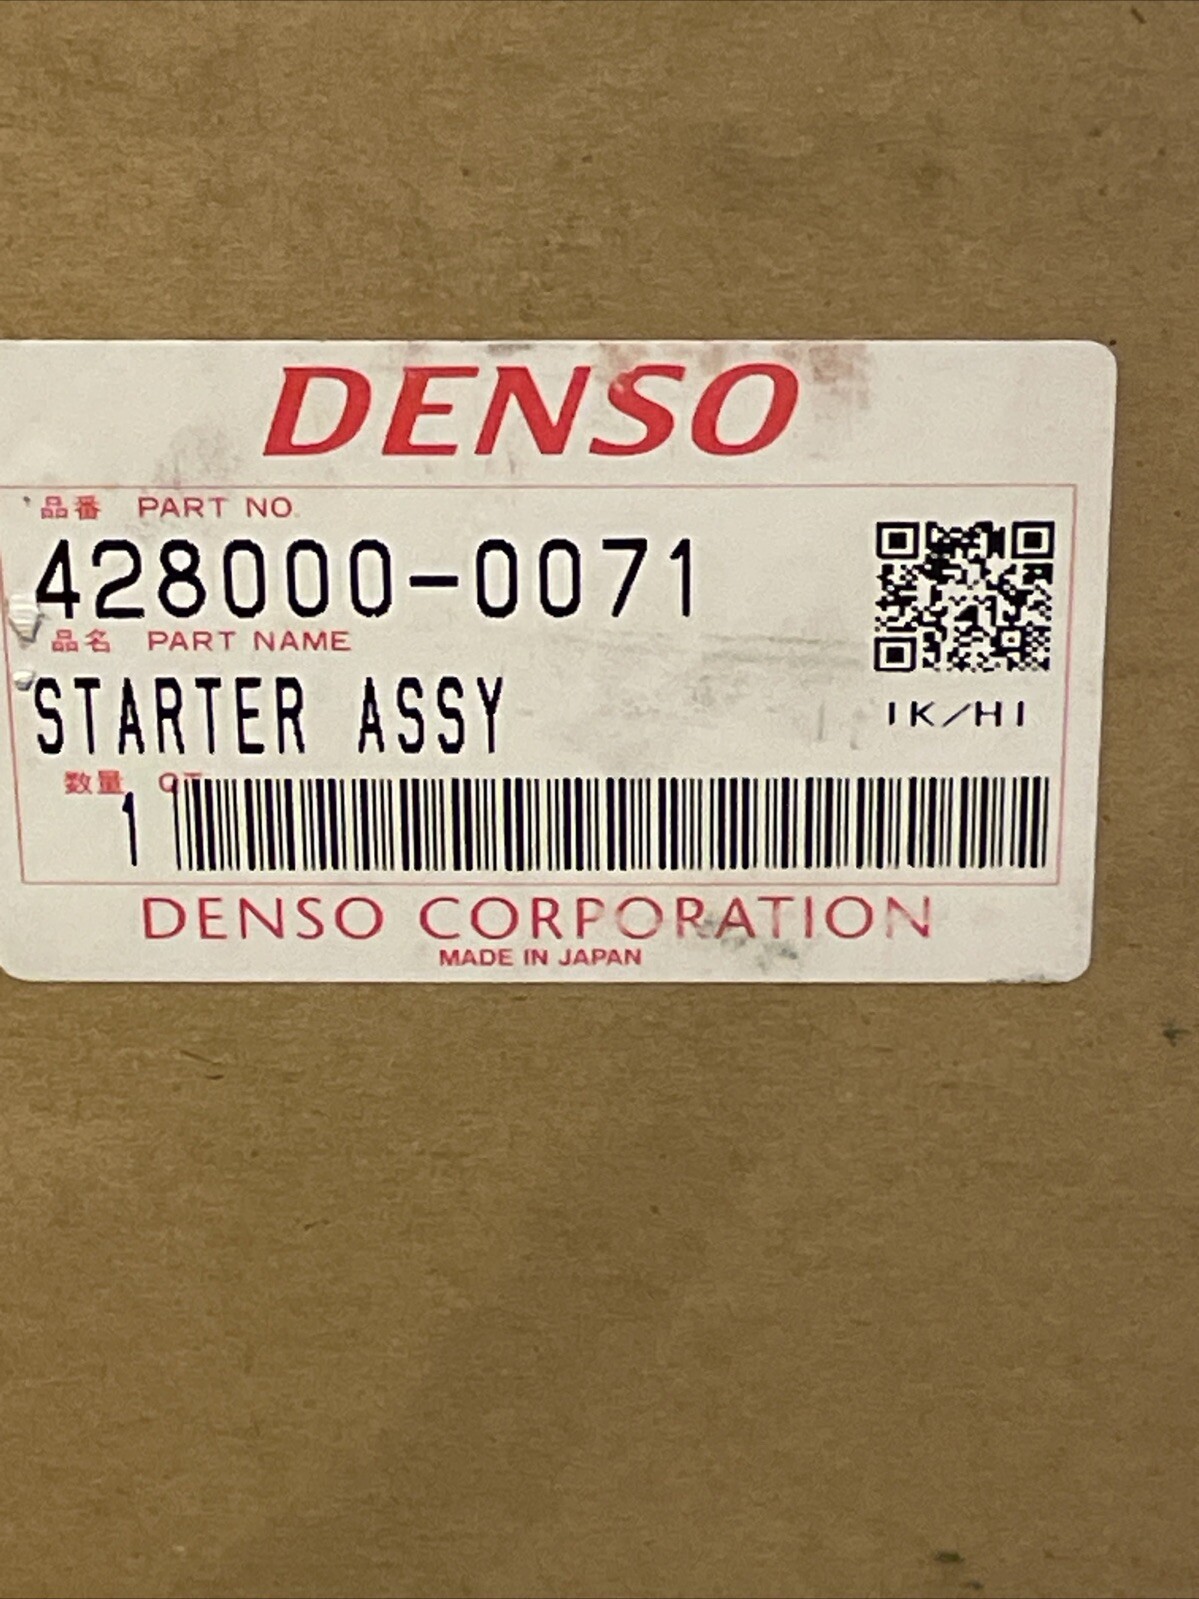 DENSO
品番 PART NO.
428000-0071
品名 PART NAME
STARTER ASSY
IK/HI
数量
1
DENSO CORPORATION
MADE IN JAPAN